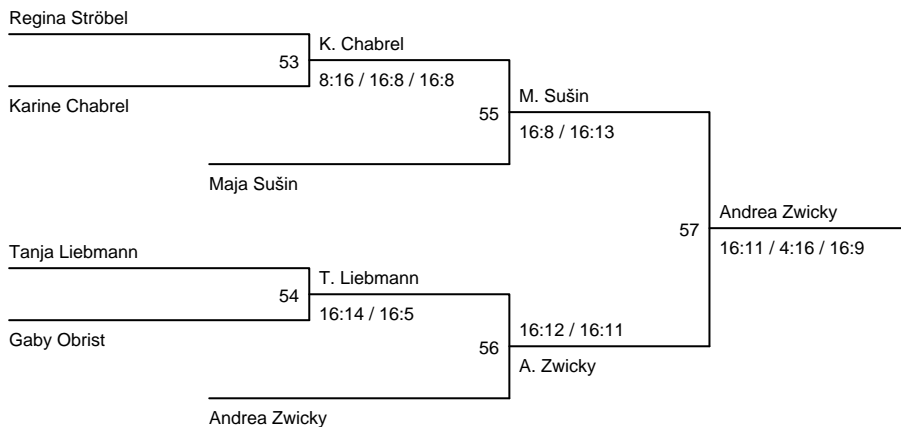 Regina Ströbel
53
K. Chabrel
8:16 / 16:8 / 16:8
Karine Chabrel
55
M. Sušin
16:8 / 16:13
Maja Sušin
57
Andrea Zwicky
16:11 / 4:16 / 16:9
Tanja Liebmann
54
T. Liebmann
16:14 / 16:5
Gaby Obrist
56
16:12 / 16:11
A. Zwicky
Andrea Zwicky